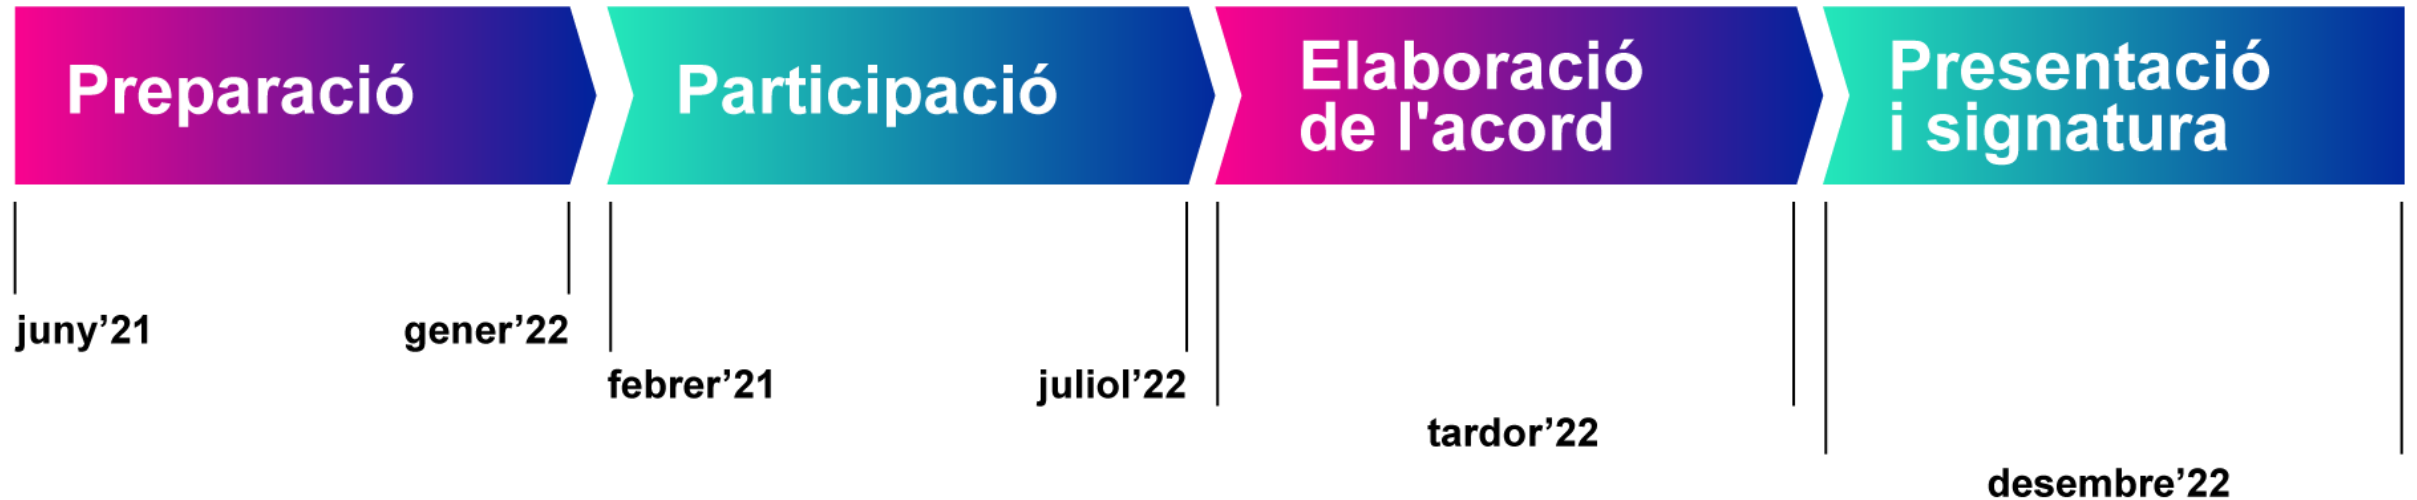 Preparació
Participació
Elaboració
de l'acord
Presentació
i signatura
juny’21
gener’22
febrer’21
juliol’22
tardor’22
desembre’22